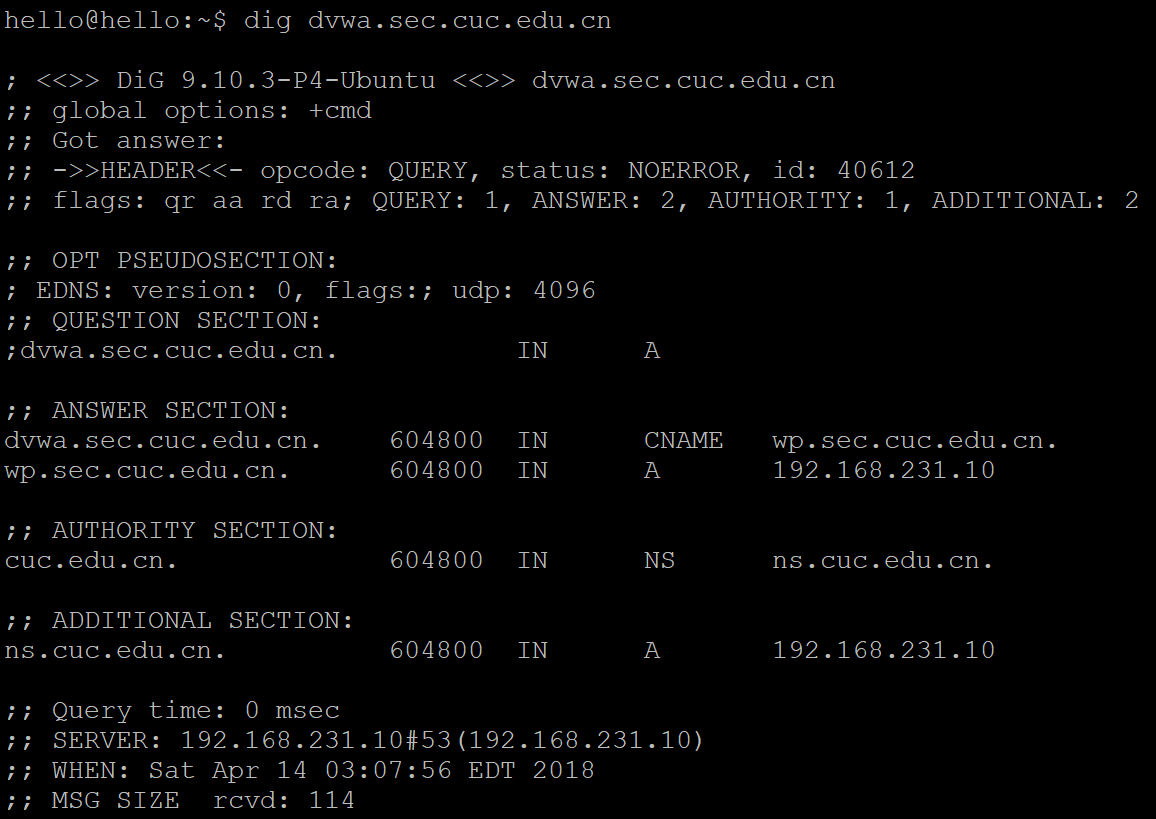 hello@hello:~$ dig dvwa.sec.cuc.edu.cn

; <<>> DiG 9.10.3-P4-Ubuntu <<>> dvwa.sec.cuc.edu.cn
;; global options: +cmd
;; Got answer:
;; ->>HEADER<<- opcode: QUERY, status: NOERROR, id: 40612
;; flags: qr aa rd ra; QUERY: 1, ANSWER: 2, AUTHORITY: 1, ADDITIONAL: 2

;; OPT PSEUDOSECTION:
; EDNS: version: 0, flags:; udp: 4096
;; QUESTION SECTION:
;dvwa.sec.cuc.edu.cn. IN A

;; ANSWER SECTION:
dvwa.sec.cuc.edu.cn. 604800 IN CNAME wp.sec.cuc.edu.cn.
wp.sec.cuc.edu.cn. 604800 IN A 192.168.231.10

;; AUTHORITY SECTION:
cuc.edu.cn. 604800 IN NS ns.cuc.edu.cn.

;; ADDITIONAL SECTION:
ns.cuc.edu.cn. 604800 IN A 192.168.231.10

;; Query time: 0 msec
;; SERVER: 192.168.231.10#53(192.168.231.10)
;; WHEN: Sat Apr 14 03:07:56 EDT 2018
;; MSG SIZE  rcvd: 114